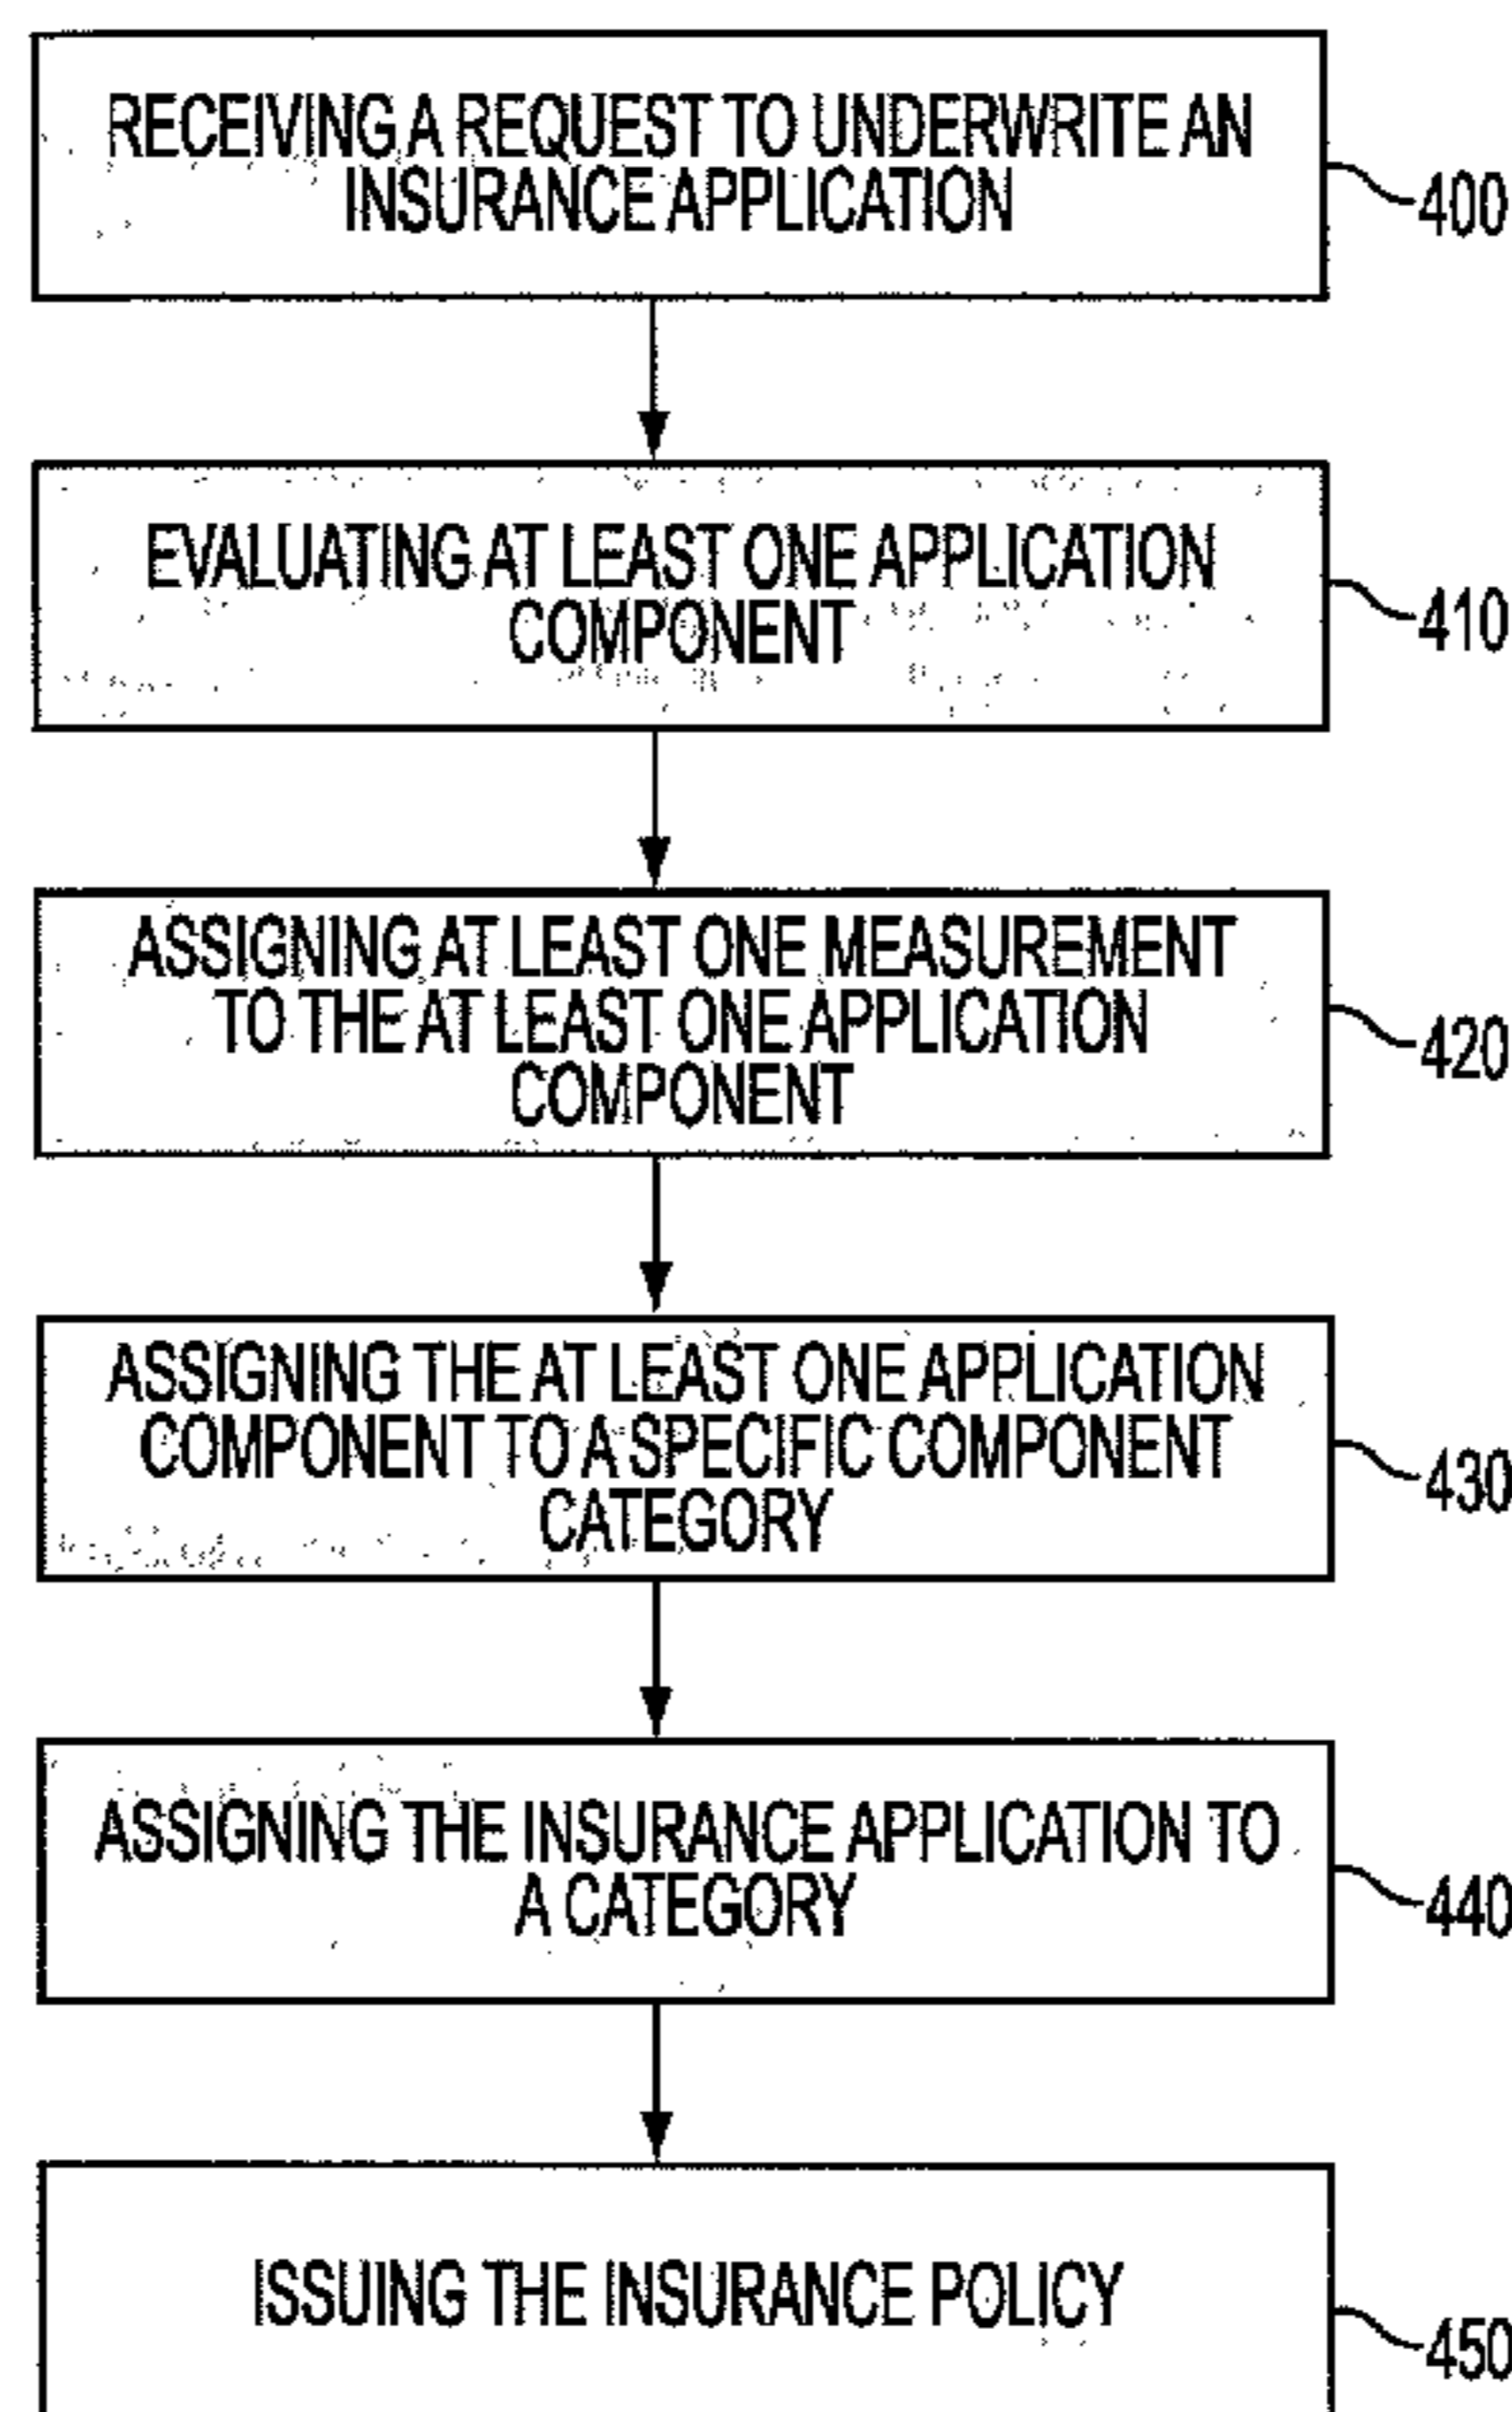 RECEIVING A REQUEST TO UNDERWRITE AN
INSURANCE APPLICATION
400
EVALUATING AT LEAST ONE APPLICATION
COMPONENT
410
ASSIGNING AT LEAST ONE MEASUREMENT
TO THE AT LEAST ONE APPLICATION
COMPONENT
420
ASSIGNING THE AT LEAST ONE APPLICATION
COMPONENT TO A SPECIFIC COMPONENT
CATEGORY
430
ASSIGNING THE INSURANCE APPLICATION TO
A CATEGORY
440
ISSUING THE INSURANCE POLICY
450